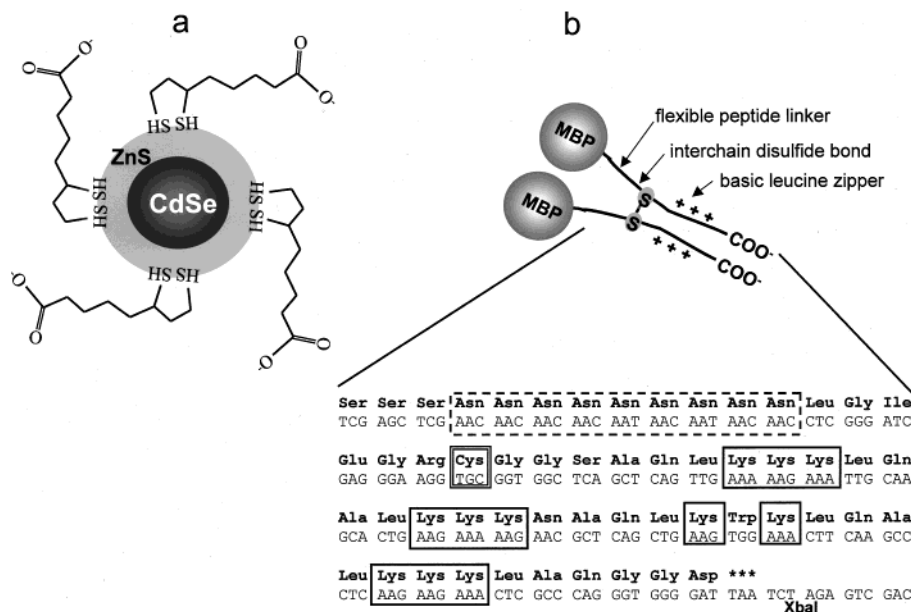 a
b
O
O-
O
O-
O
O-
O
O-
HS SH
HS SH
HS SH
HS SH
ZnS
CdSe
MBP
MBP
flexible peptide linker
interchain disulfide bond
basic leucine zipper
S
S
+ + +
+ + +
COO-
COO-
Ser Ser Ser Asn Asn Asn Asn Asn Asn Asn Asn Asn Leu Gly Ile
TCG AGC TCG AAC AAC AAC AAC AAT AAC AAT AAC AAC CTC GGG ATC
Glu Gly Arg Cys Gly Gly Ser Ala Gln Leu Lys Lys Lys Leu Gln
GAG GGA AGG TGC GGT GGC TCA GCT CAG TTG AAA AAG AAA TTG CAA
Ala Leu Lys Lys Lys Asn Ala Gln Leu Lys Trp Lys Leu Gln Ala
GCA CTG AAG AAA AAG AAC GCT CAG CTG AAG TGG AAA CTT CAA GCC
Leu Lys Lys Lys Leu Ala Gln Gly Gly Asp ***
CTC AAG AAG AAA CTC GCC CAG GGT GGG GAT TAA TCT AGA GTC GAC
XbaI